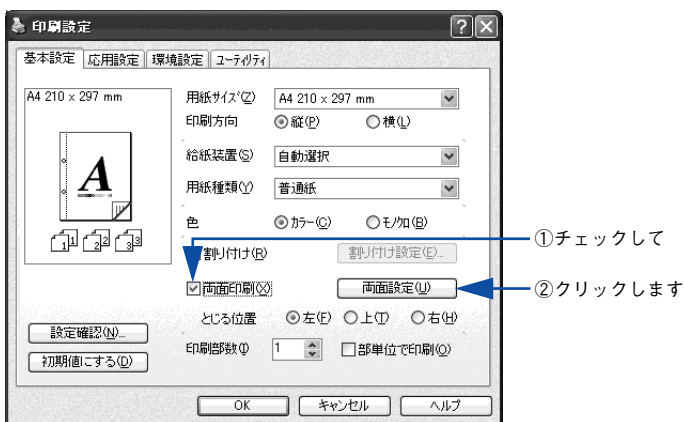 印刷設定
基本設定 応用設定 環境設定 ユーティリティ
A4 210 x 297 mm
用紙サイズ(Z) A4 210 x 297 mm
印刷方向 縦(P) 横(L)
給紙装置(S) 自動選択
用紙種類(Y) 普通紙
A
色 カラー(C) モノクロ(B)
1 1 2 2 3 3
割り付け(R) 割り付け設定(E)...
①チェックして
両面印刷(X) 両面設定(U)
②クリックします
とじる位置 左(F) 上(T) 右(H)
設定確認(N)...
印刷部数(I) 1 部単位で印刷(O)
初期値にする(D)
OK キャンセル ヘルプ